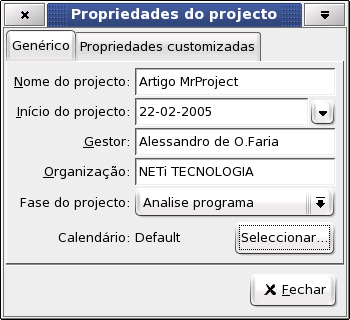 Propriedades do projecto
Genérico Propriedades customizadas
Nome do projecto: Artigo MrProject
Início do projecto: 22-02-2005
Gestor: Alessandro de O.Faria
Organização: NETi TECNOLOGIA
Fase do projecto: Analise programa
Calendário: Default Seleccionar...
Fechar